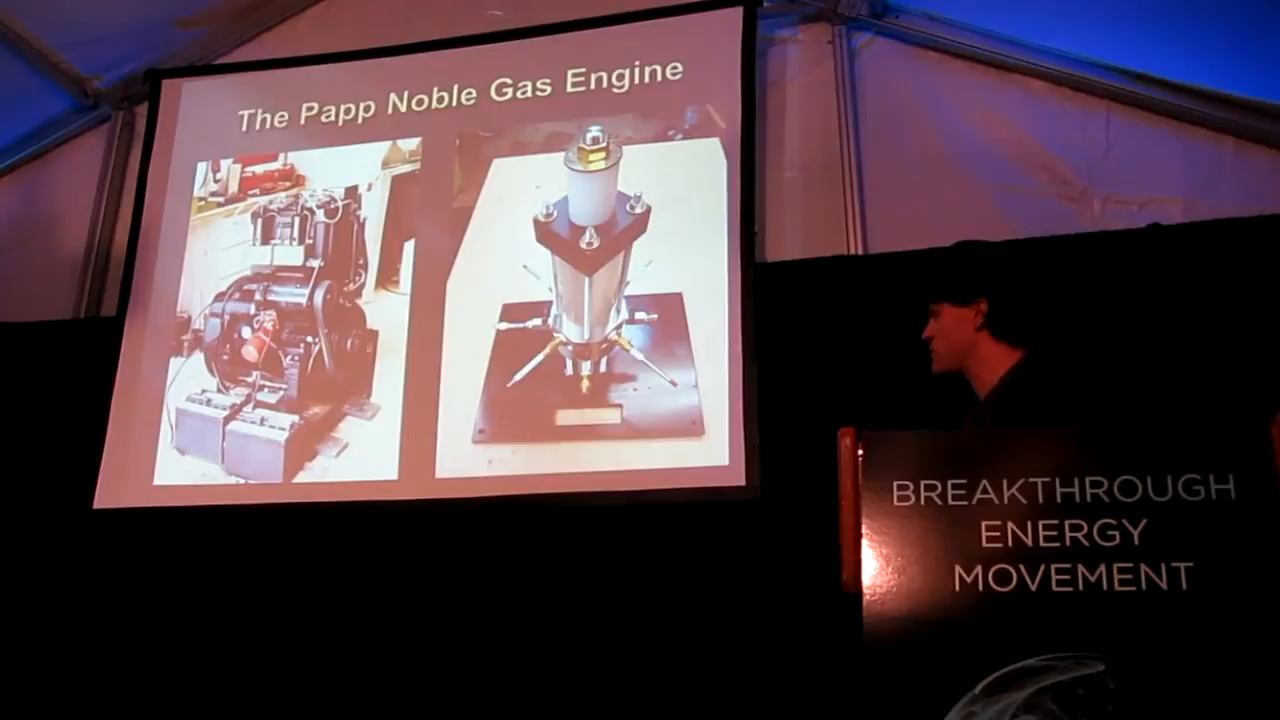 The Papp Noble Gas Engine
BREAKTHROUGH
ENERGY
MOVEMENT